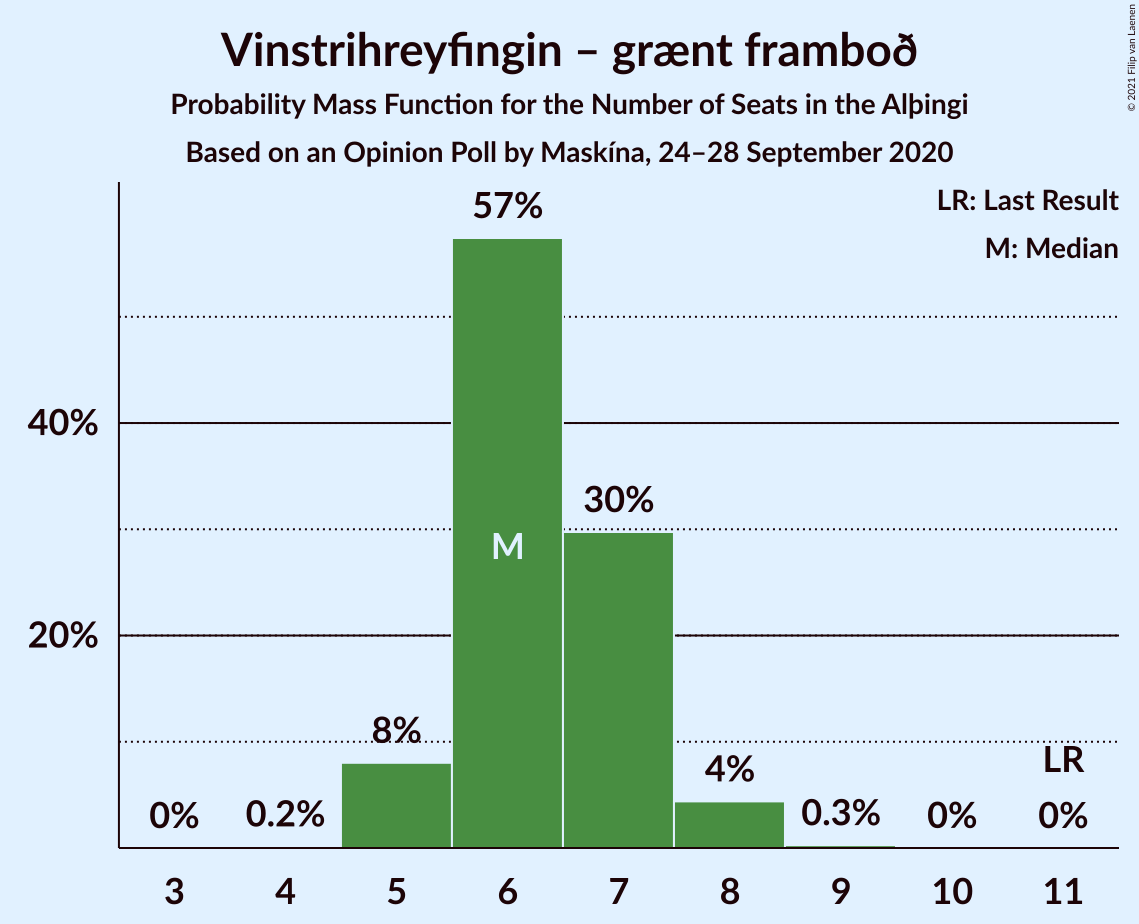 Vinstrihreyfingin – grænt framboð
Probability Mass Function for the Number of Seats in the Alþingi
Based on an Opinion Poll by Maskína, 24–28 September 2020
© 2021 Filip van Laenen
LR: Last Result
M: Median
57%
40%
30%
M
20%
8%
4%
LR
0%
0.2%
0.3%
0%
0%
3
4
5
6
7
8
9
10
11